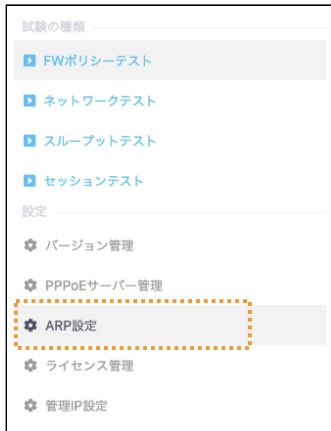 試験の種類
FWポリシーテスト
ネットワークテスト
スループットテスト
セッションテスト
設定
バージョン管理
PPPoEサーバー管理
ARP設定
ライセンス管理
管理IP設定